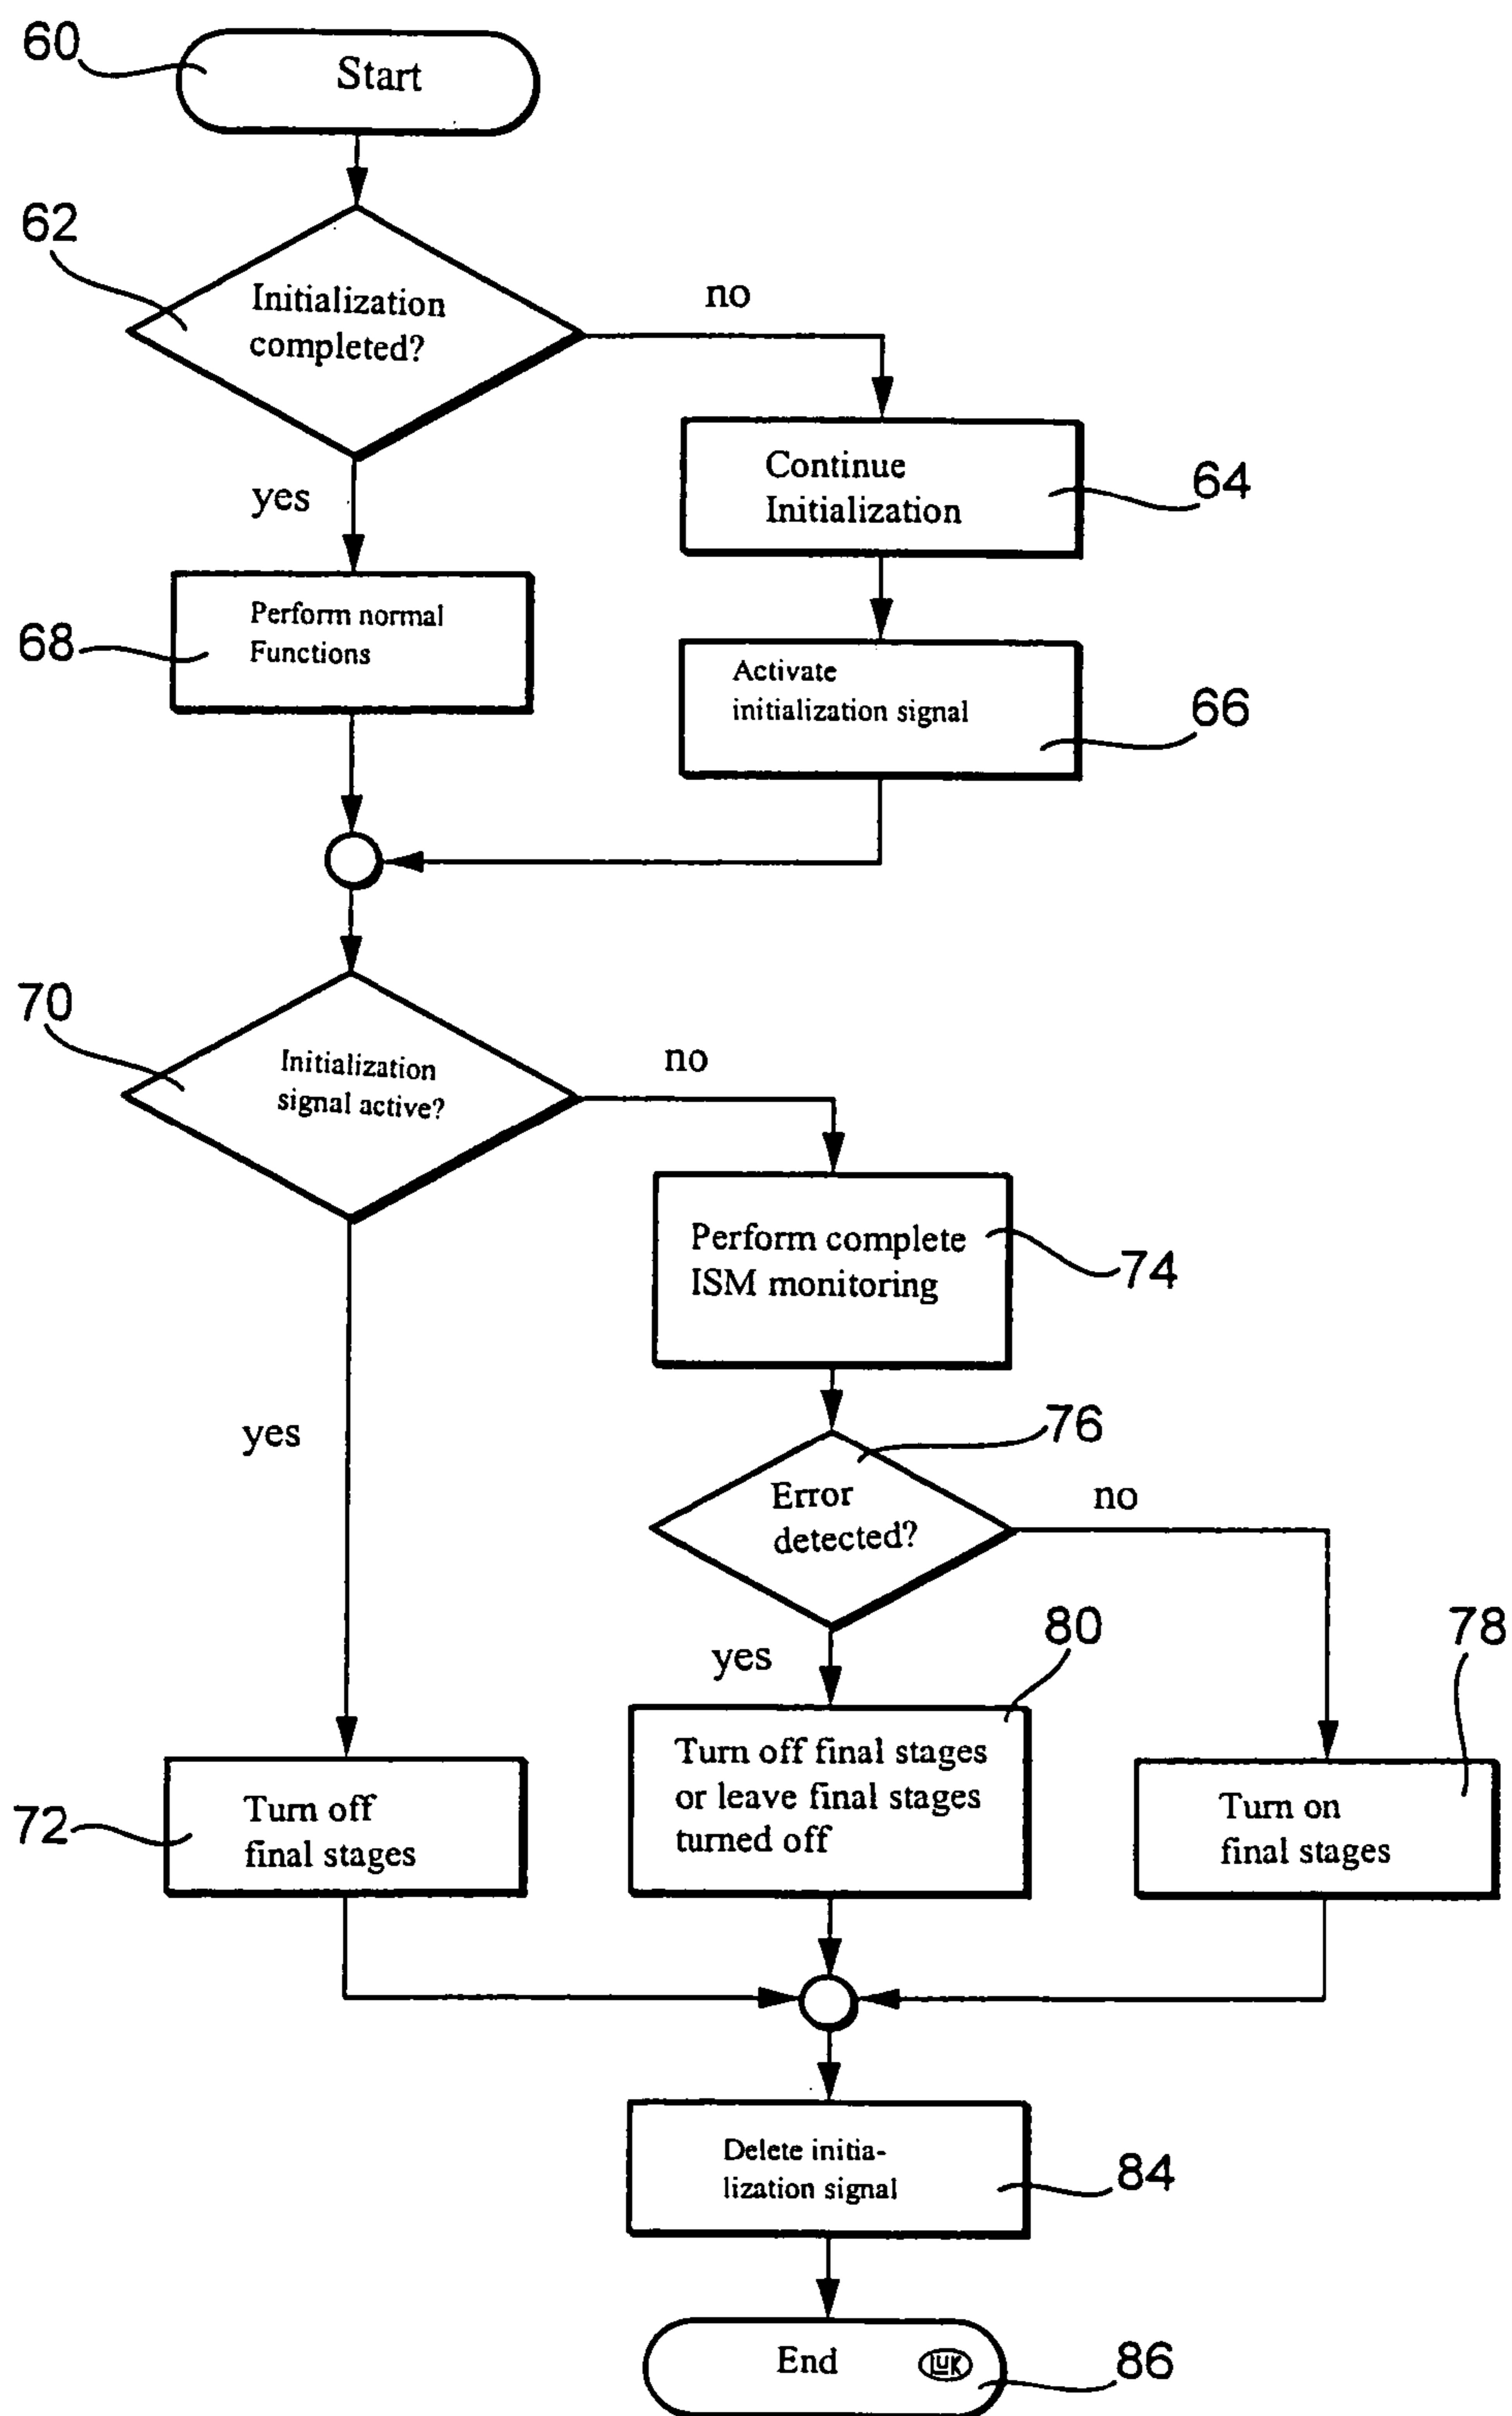 60
Start
62
Initialization
completed?
no
yes
Continue
Initialization
64
Perform normal
Functions
68
Activate
initialization signal
66
70
Initialization
signal active?
no
yes
Perform complete
ISM monitoring
74
76
Error
detected?
no
yes
80
78
72
Turn off
final stages
Turn off final stages
or leave final stages
turned off
Turn on
final stages
Delete initia-
lization signal
84
End
LuK
86